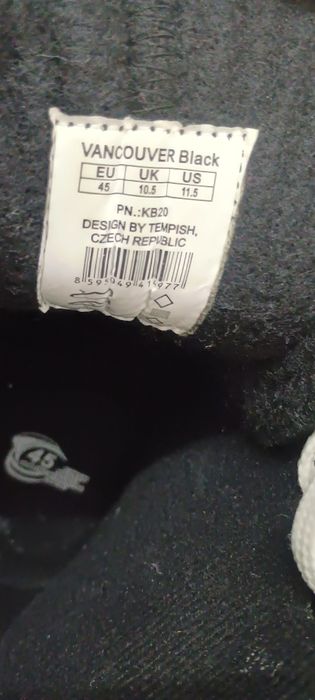 VANCOUVER Black
EU UK US
45 10.5 11.5
PN.:KB20
DESIGN BY TEMPISH,
CZECH REPUBLIC
45